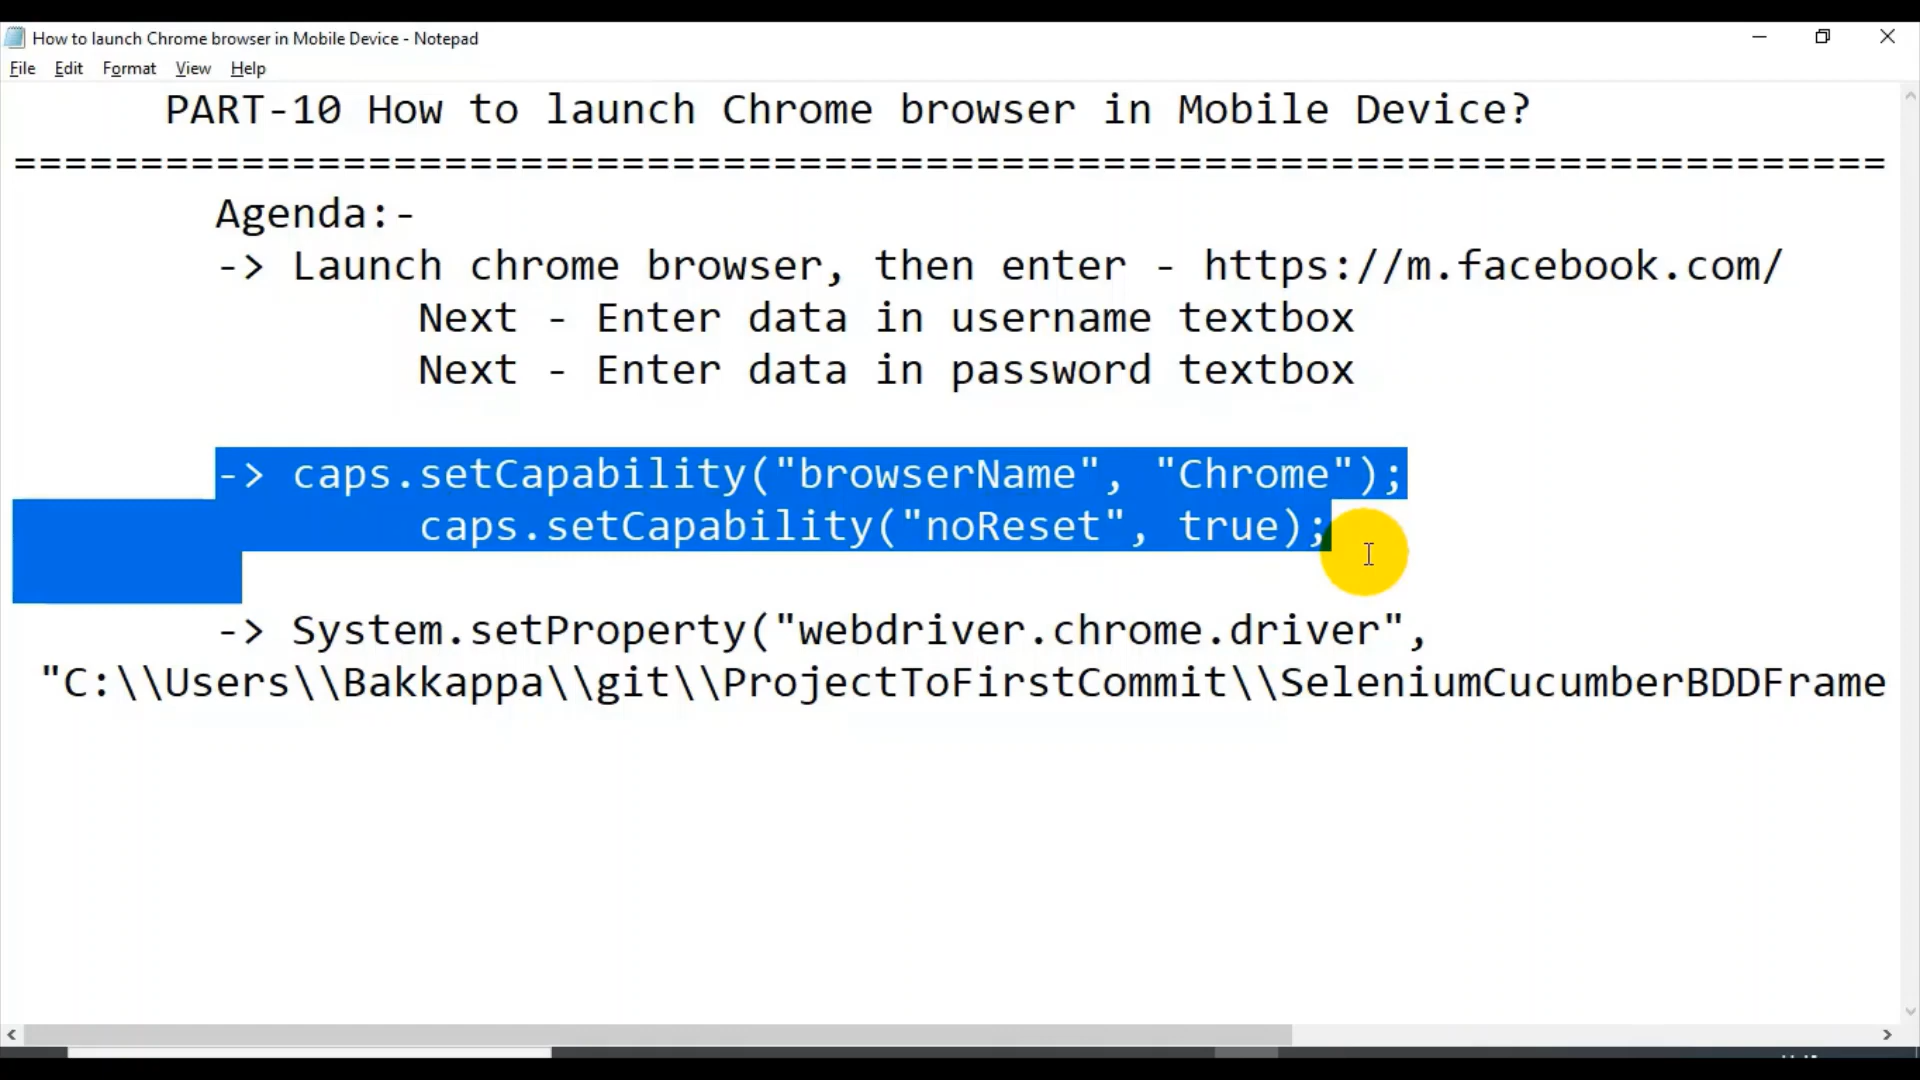 How to launch Chrome browser in Mobile Device - Notepad
File Edit Format View Help
PART-10 How to launch Chrome browser in Mobile Device?
==========================================================================
Agenda:-
-> Launch chrome browser, then enter - https://m.facebook.com/
Next - Enter data in username textbox
Next - Enter data in password textbox
-> caps.setCapability("browserName", "Chrome");
caps.setCapability("noReset", true);
-> System.setProperty("webdriver.chrome.driver",
"C:\\Users\\Bakkappa\\git\\ProjectToFirstCommit\\SeleniumCucumberBDDFrame